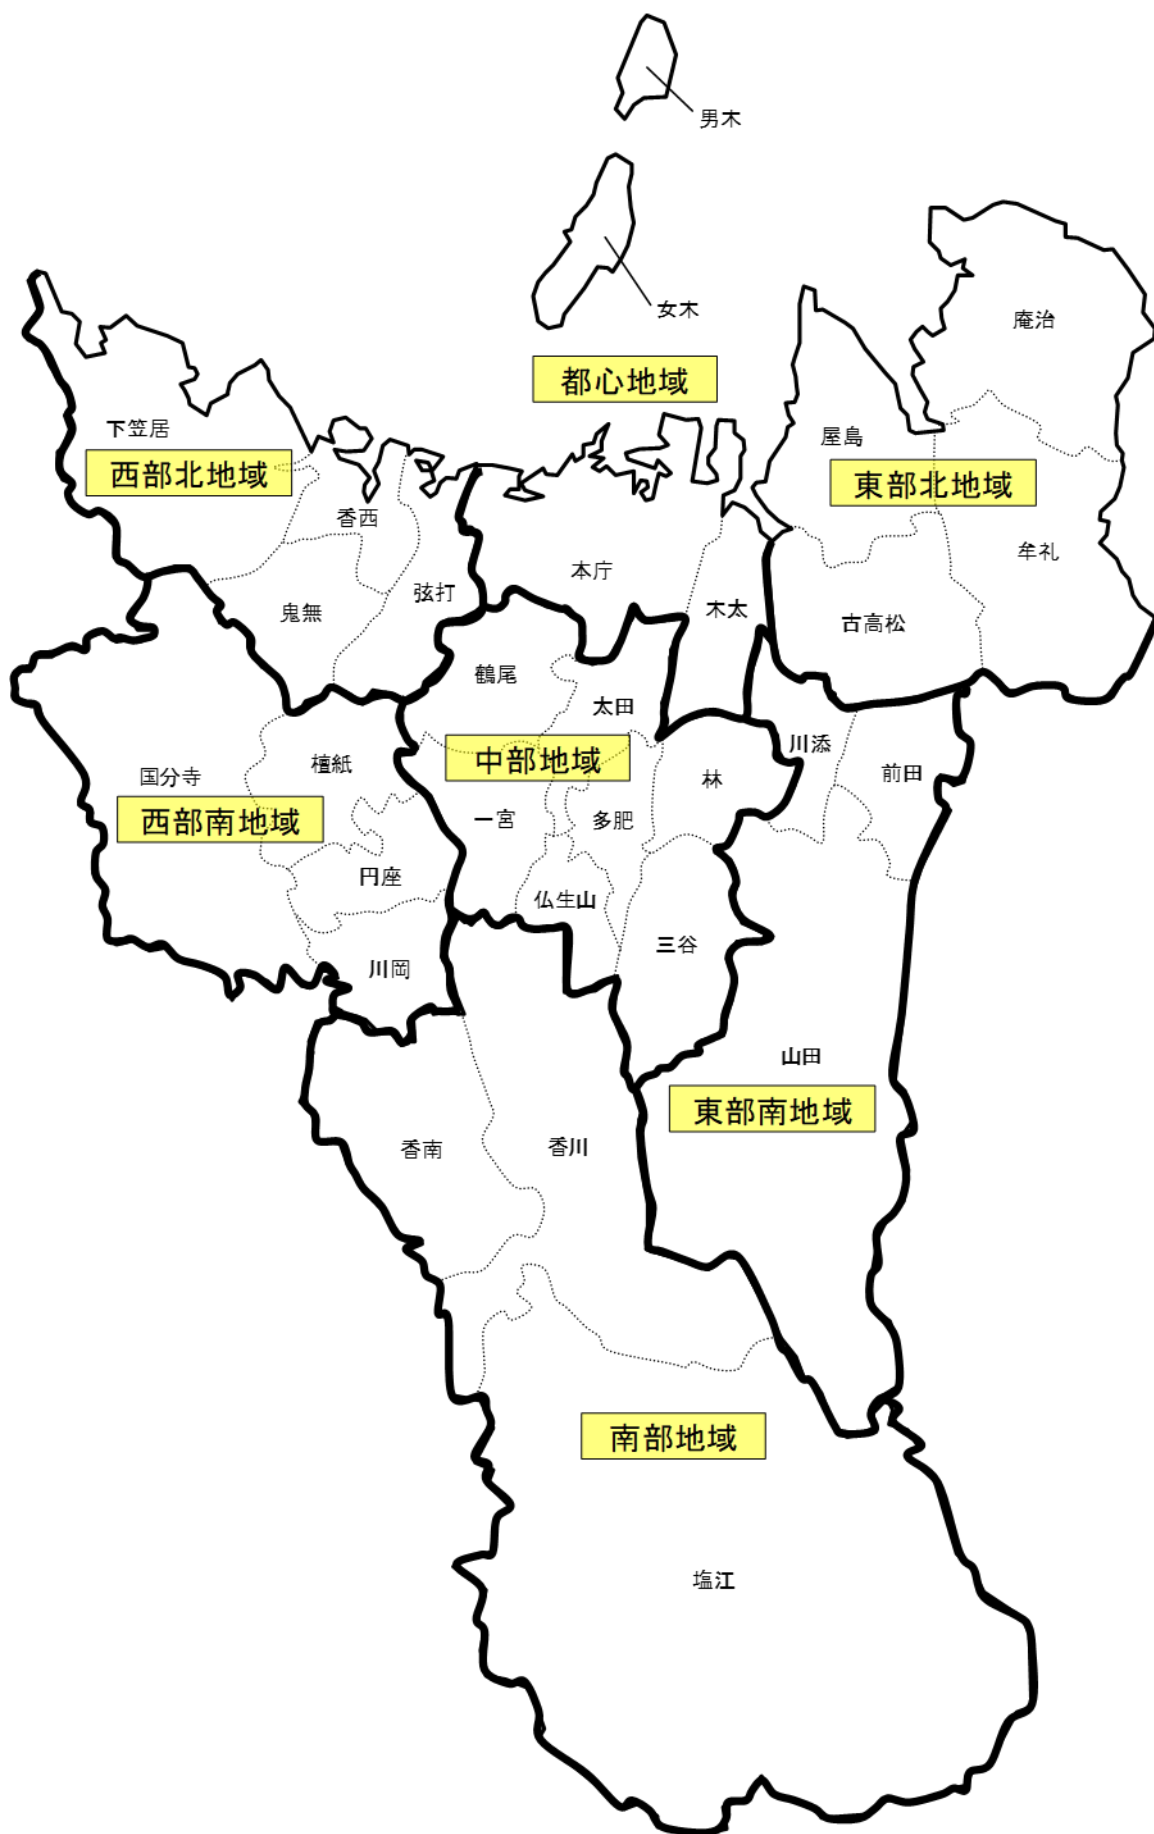 男木
女木
庵治
都心地域
下笠居
屋島
西部北地域
東部北地域
香西
牟礼
本庁
弦打
木太
鬼無
古高松
鶴尾
太田
川添
中部地域
檀紙
前田
国分寺
林
西部南地域
一宮
多肥
円座
仏生山
三谷
川岡
山田
東部南地域
香南
香川
南部地域
塩江